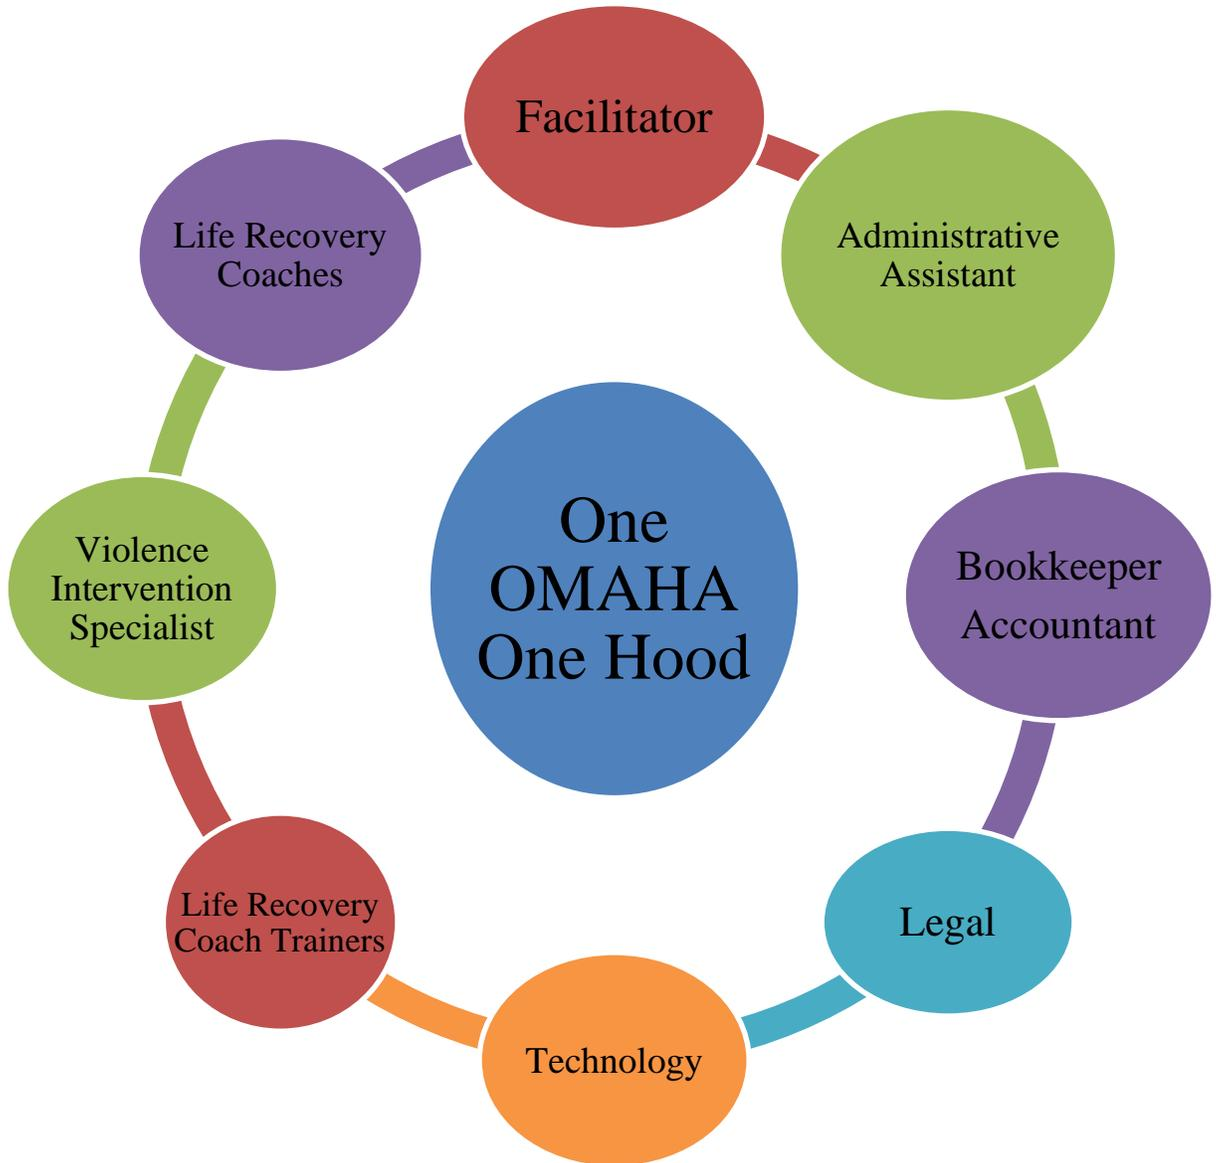 Facilitator
Administrative
Assistant
Bookkeeper
Accountant
Legal
Technology
Life Recovery
Coach Trainers
Violence
Intervention
Specialist
Life Recovery
Coaches
One
OMAHA
One Hood